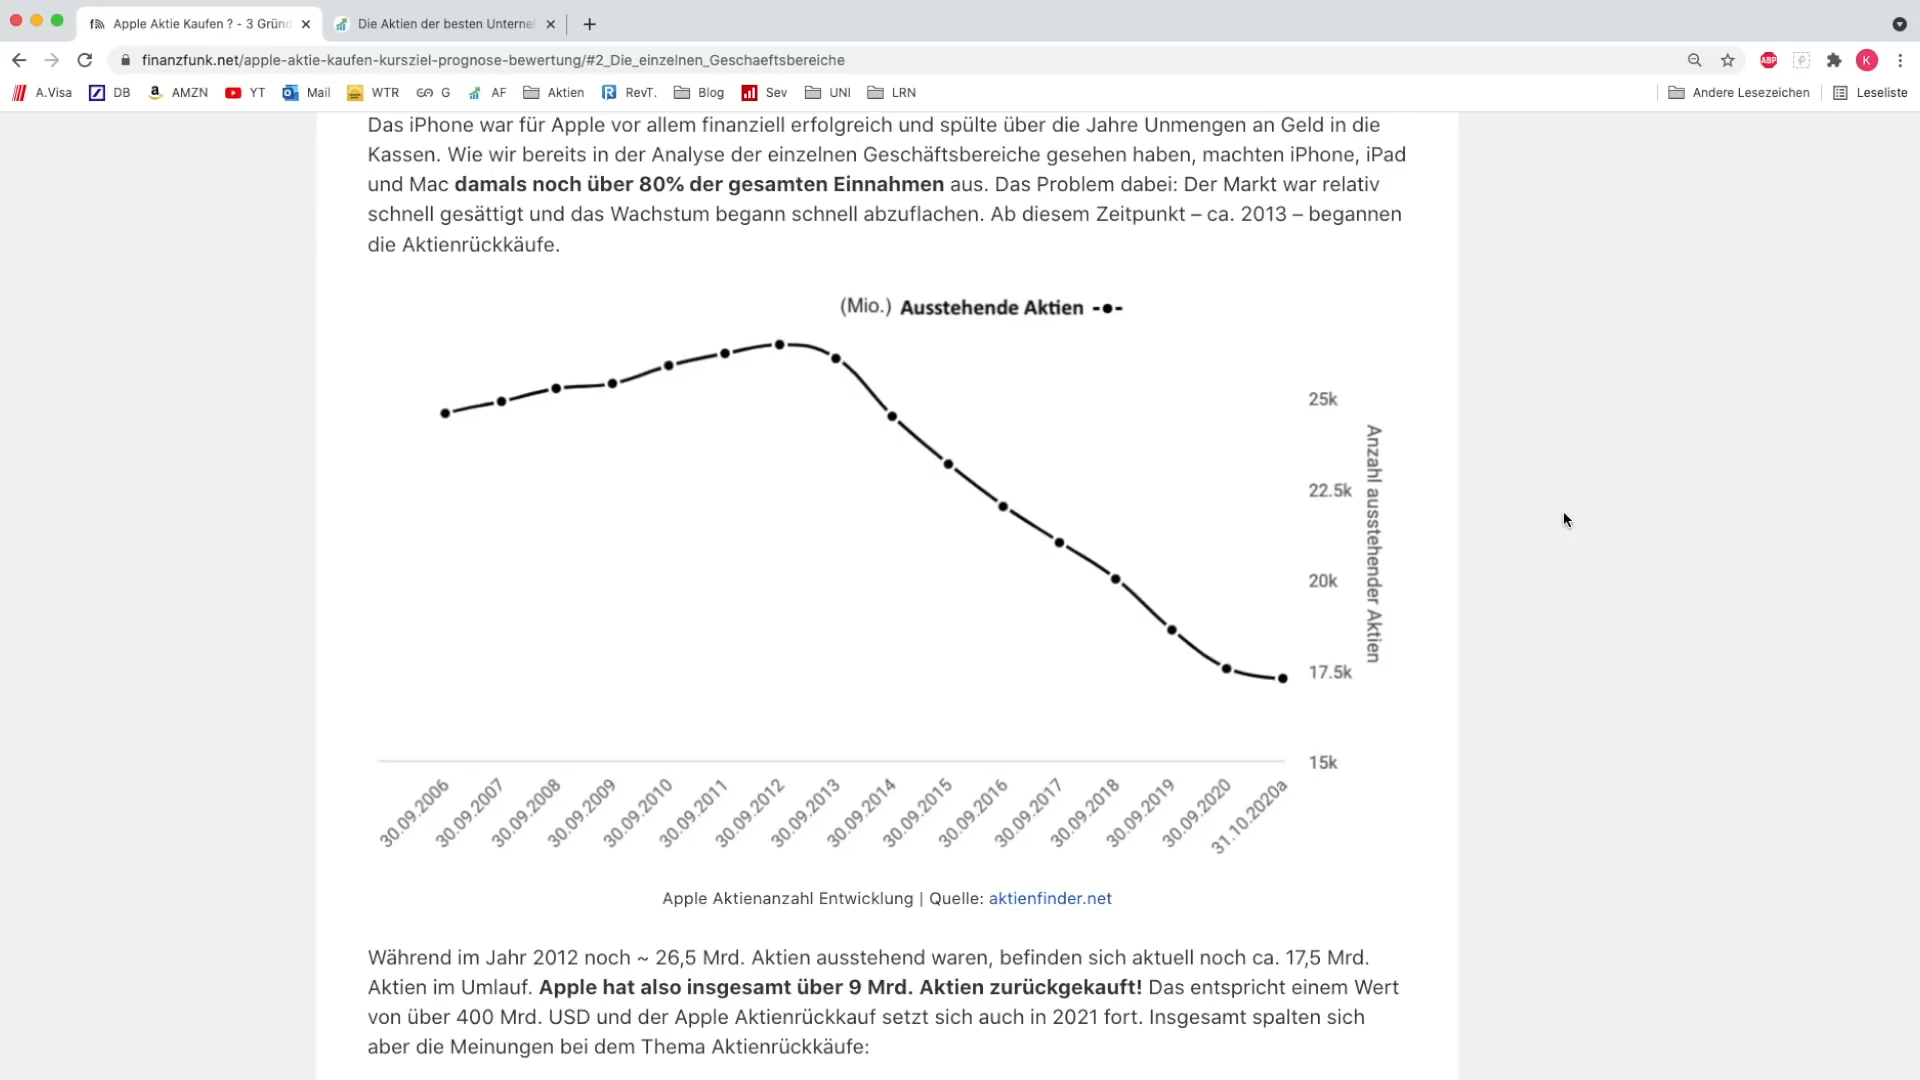 Apple Aktie Kaufen ? - 3 Gründ
Die Aktien der besten Unterne
finanzfunk.net/apple-aktie-kaufen-kursziel-prognose-bewertung/#2_Die_einzelnen_Geschaeftsbereiche
ABP
K
A.Visa DB AMZN YT Mail WTR G AF Aktien RevT. Blog Sev UNI LRN Andere Lesezeichen Leseliste
Das iPhone war für Apple vor allem finanziell erfolgreich und spülte über die Jahre Unmengen an Geld in die
Kassen. Wie wir bereits in der Analyse der einzelnen Geschäftsbereiche gesehen haben, machten iPhone, iPad
und Mac damals noch über 80% der gesamten Einnahmen aus. Das Problem dabei: Der Markt war relativ
schnell gesättigt und das Wachstum begann schnell abzuflachen. Ab diesem Zeitpunkt – ca. 2013 – begannen
die Aktienrückkäufe.
(Mio.) Ausstehende Aktien
25k
22.5k
20k
17.5k
15k
Anzahl ausstehender Aktien
30.09.2006
30.09.2007
30.09.2008
30.09.2009
30.09.2010
30.09.2011
30.09.2012
30.09.2013
30.09.2014
30.09.2015
30.09.2016
30.09.2017
30.09.2018
30.09.2019
30.09.2020
31.10.2020a
Apple Aktienanzahl Entwicklung | Quelle: aktienfinder.net
Während im Jahr 2012 noch ~ 26,5 Mrd. Aktien ausstehend waren, befinden sich aktuell noch ca. 17,5 Mrd.
Aktien im Umlauf. Apple hat also insgesamt über 9 Mrd. Aktien zurückgekauft! Das entspricht einem Wert
von über 400 Mrd. USD und der Apple Aktienrückkauf setzt sich auch in 2021 fort. Insgesamt spalten sich
aber die Meinungen bei dem Thema Aktienrückkäufe: